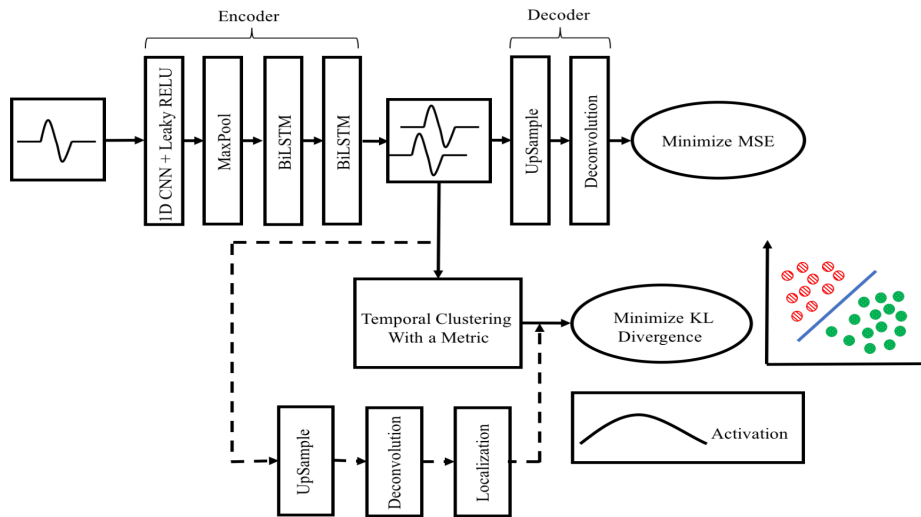 Encoder
Decoder
1D CNN + Leaky RELU
MaxPool
BiLSTM
BiLSTM
UpSample
Deconvolution
Minimize MSE
Temporal Clustering
With a Metric
Minimize KL
Divergence
UpSample
Deconvolution
Localization
Activation